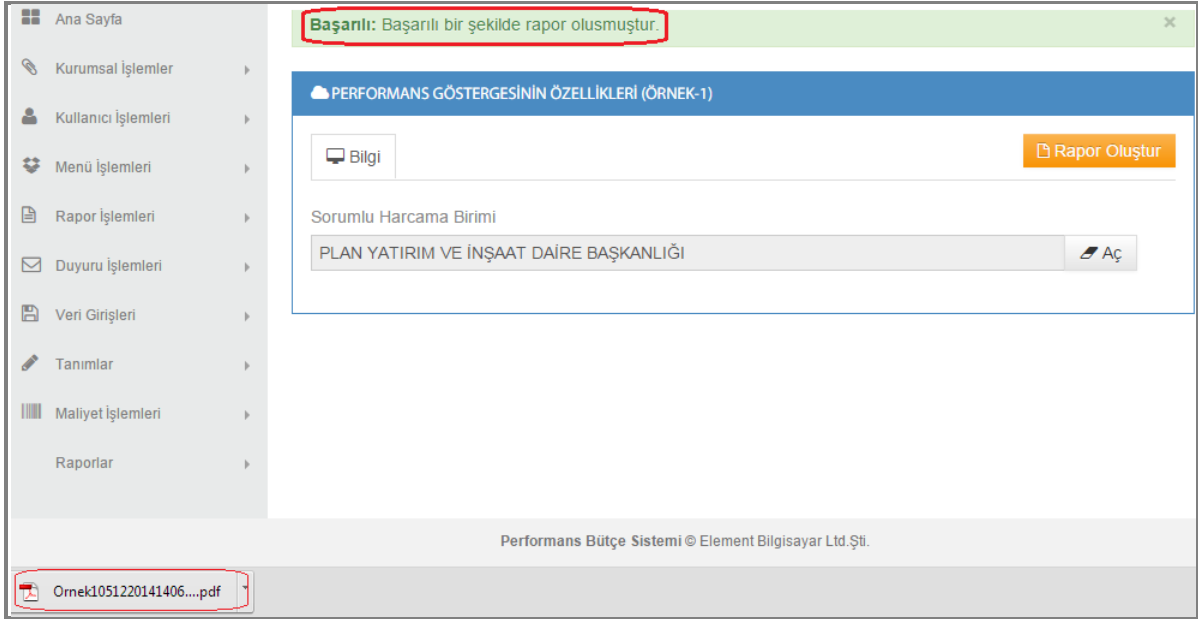 Ana Sayfa
Kurumsal İşlemler
Kullanıcı İşlemleri
Menü İşlemleri
Rapor İşlemleri
Duyuru İşlemleri
Veri Girişleri
Tanımlar
Maliyet İşlemleri
Raporlar
Başarılı: Başarılı bir şekilde rapor olusmuştur.
×
PERFORMANS GÖSTERGESİNİN ÖZELLİKLERİ (ÖRNEK-1)
Bilgi
Rapor Oluştur
Sorumlu Harcama Birimi
PLAN YATIRIM VE İNŞAAT DAİRE BAŞKANLIĞI
Aç
Performans Bütçe Sistemi © Element Bilgisayar Ltd.Şti.
Ornek1051220141406....pdf